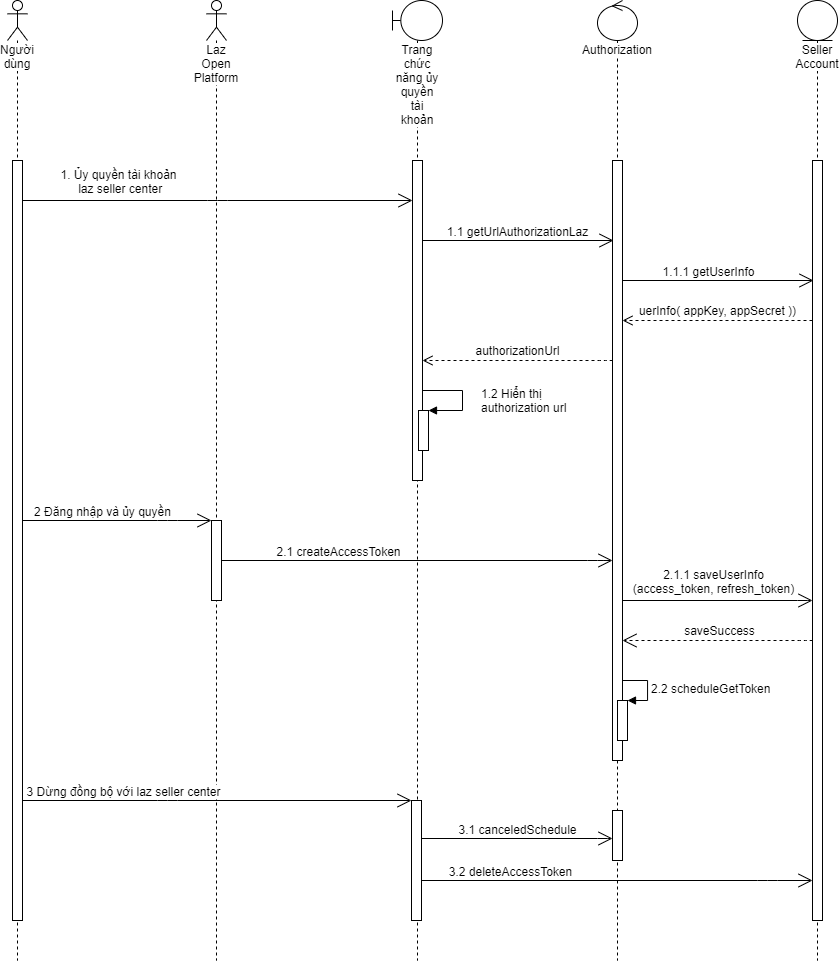 Người
dùng
Laz
Open
Platform
Trang
chức
năng ủy
quyền
tài
khoản
Authorization
Seller
Account
1. Ủy quyền tài khoản
laz seller center
1.1 getUrlAuthorizationLaz
1.1.1 getUserInfo
uerInfo( appKey, appSecret ))
authorizationUrl
1.2 Hiển thị
authorization url
2 Đăng nhập và ủy quyền
2.1 createAccessToken
2.1.1 saveUserInfo
(access_token, refresh_token)
saveSuccess
2.2 scheduleGetToken
3 Dừng đồng bộ với laz seller center
3.1 canceledSchedule
3.2 deleteAccessToken